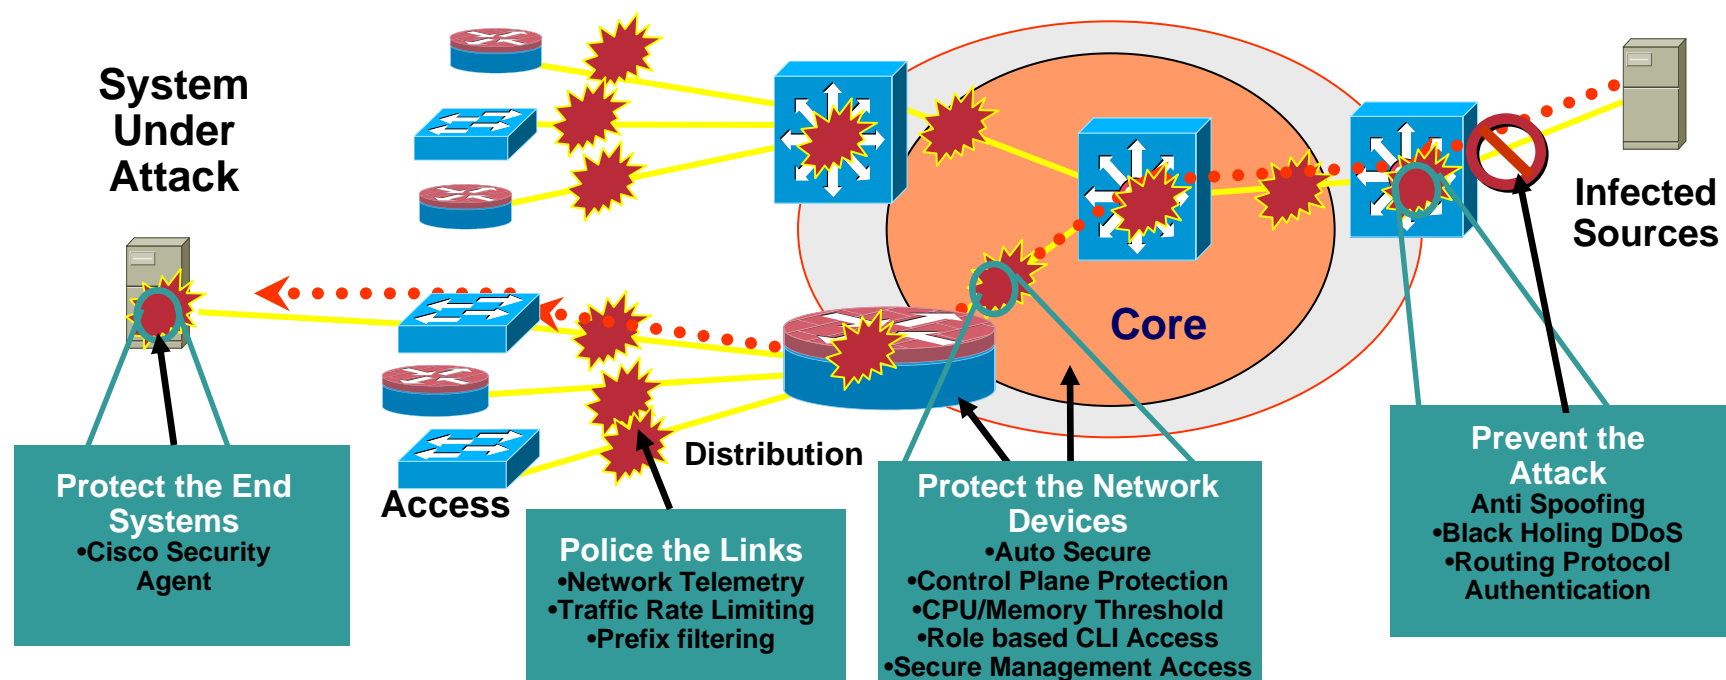 System
Under
Attack
Infected
Sources
Core
Distribution
Access
Protect the End
Systems
•Cisco Security
Agent
Police the Links
•Network Telemetry
•Traffic Rate Limiting
•Prefix filtering
Protect the Network
Devices
•Auto Secure
•Control Plane Protection
•CPU/Memory Threshold
•Role based CLI Access
•Secure Management Access
Prevent the
Attack
Anti Spoofing
•Black Holing DDoS
•Routing Protocol
Authentication